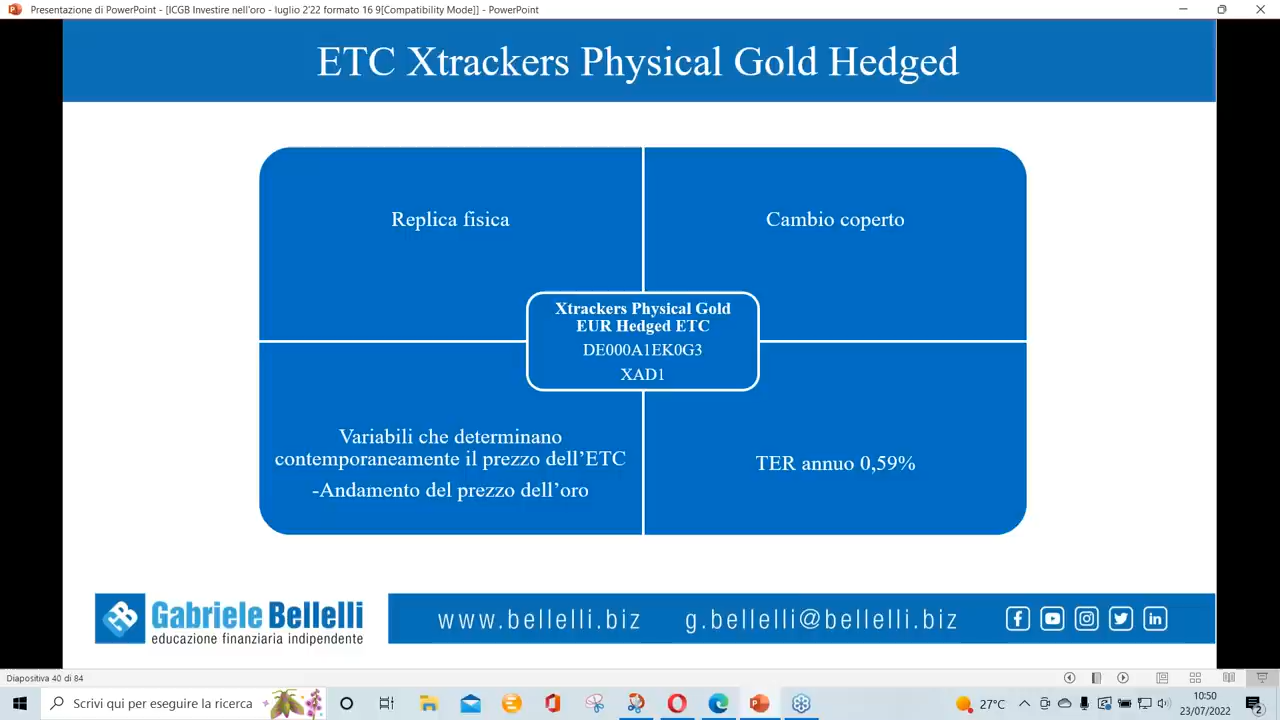 Presentazione di PowerPoint - [ICGB Investire nell'oro - luglio 2'22 formato 16 9[Compatibility Mode]] - PowerPoint
ETC Xtrackers Physical Gold Hedged
Replica fisica
Cambio coperto
Xtrackers Physical Gold
EUR Hedged ETC
DE000A1EK0G3
XAD1
Variabili che determinano
contemporaneamente il prezzo dell'ETC
-Andamento del prezzo dell'oro
TER annuo 0,59%
Gabriele Bellelli
educazione finanziaria indipendente
www.bellelli.biz
g.bellelli@bellelli.biz
Diapositiva 40 di 84
Scrivi qui per eseguire la ricerca
27°C
10:50
23/07/2022
2